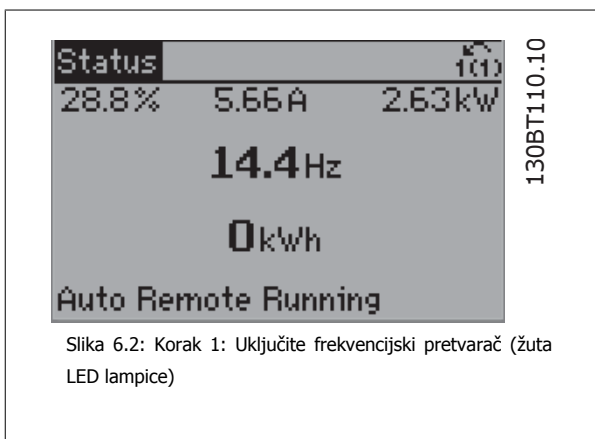 Status 1(1)
28.8% 5.66A 2.63kW
14.4Hz
0kWh
Auto Remote Running
130BT110.10
Slika 6.2: Korak 1: Uključite frekvencijski pretvarač (žuta
LED lampice)